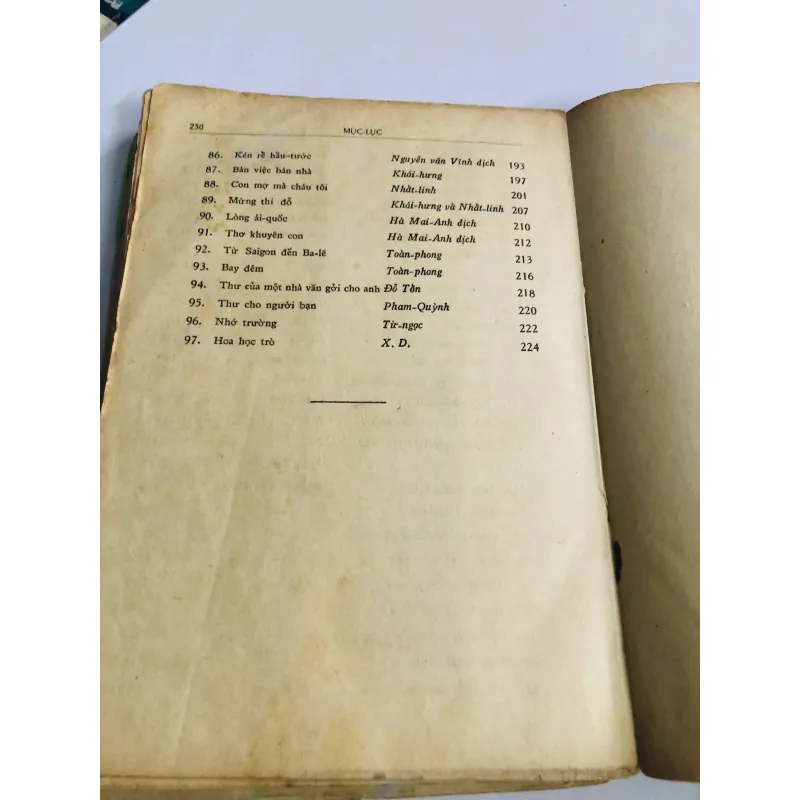 230 MỤC-LỤC
86. Kén rể hầu-tước Nguyễn văn Vĩnh dịch 193
87. Bàn việc bán nhà Khái-hưng 197
88. Con mợ mà cháu tôi Nhất-linh 201
89. Mừng thi đỗ Khái-hưng và Nhất-linh 207
90. Lòng ái-quốc Hà Mai-Anh dịch 210
91. Thơ khuyên con Hà Mai-Anh dịch 212
92. Từ Saigon đến Ba-lê Toàn-phong 213
93. Bay đêm Toàn-phong 216
94. Thư của một nhà văn gởi cho anh Đỗ Tốn 218
95. Thư cho người bạn Phạm-Quỳnh 220
96. Nhớ trường Từ-ngọc 222
97. Hoa học trò X. D. 224